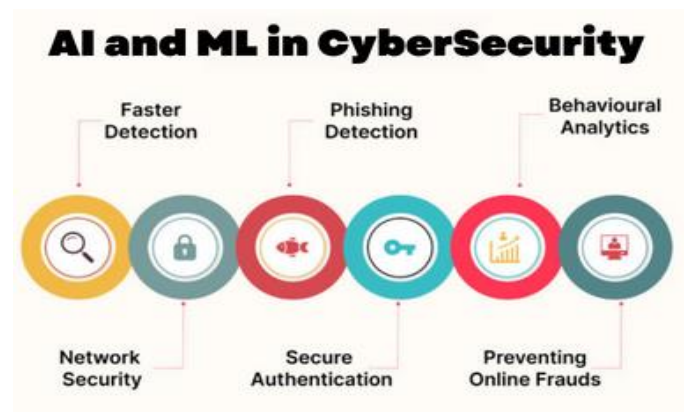 AI and ML in CyberSecurity
Faster
Detection
Phishing
Detection
Behavioural
Analytics
Network
Security
Secure
Authentication
Preventing
Online Frauds